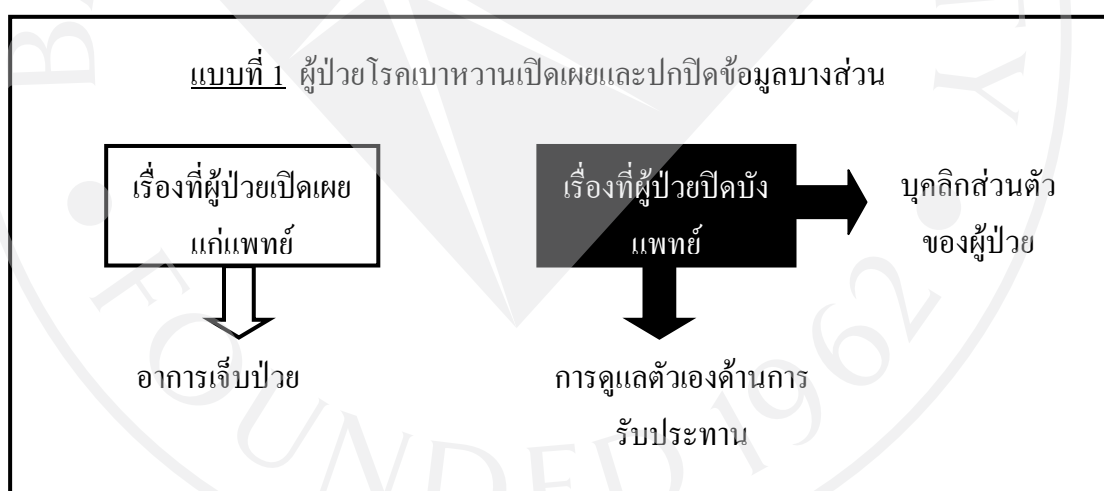 แบบที่ 1 ผู้ป่วยโรคเบาหวานเปิดเผยและปกปิดข้อมูลบางส่วน
เรื่องที่ผู้ป่วยเปิดเผย
แก่แพทย์
เรื่องที่ผู้ป่วยปิดบัง
แพทย์
บุคลิกส่วนตัว
ของผู้ป่วย
อาการเจ็บป่วย
การดูแลตัวเองด้านการ
รับประทาน
FOUNDED 1962